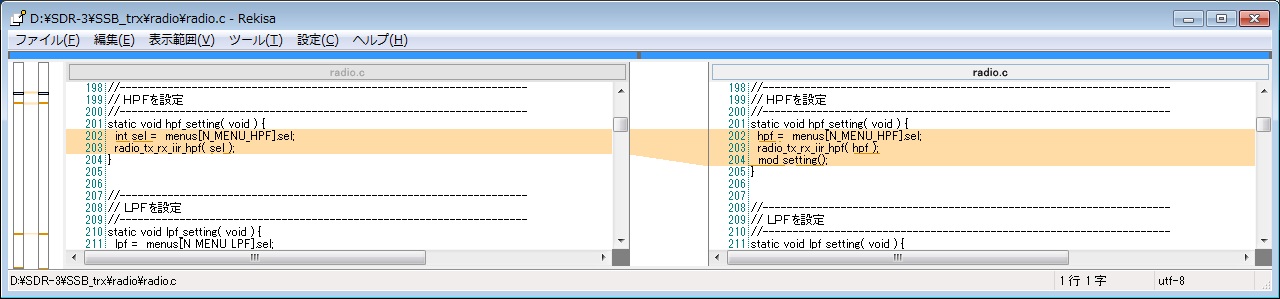 D:¥SDR-3¥SSB_trx¥radio¥radio.c - Rekisa
ファイル(F) 編集(E) 表示範囲(V) ツール(T) 設定(C) ヘルプ(H)
radio.c
198 //------------------------------------------------------------------------
199 // HPFを設定
200 //------------------------------------------------------------------------
201 static void hpf_setting( void ) {
202 int sel = menus[N_MENU_HPF].sel;
203 radio_tx_rx_iir_hpf( sel );
204 }
205
206
207 //------------------------------------------------------------------------
208 // LPFを設定
209 //------------------------------------------------------------------------
210 static void lpf_setting( void ) {
211 lpf = menus[N_MENU_LPF].sel;
radio.c
198 //------------------------------------------------------------------------
199 // HPFを設定
200 //------------------------------------------------------------------------
201 static void hpf_setting( void ) {
202 hpf = menus[N_MENU_HPF].sel;
203 radio_tx_rx_iir_hpf( hpf );
204 mod_setting();
205 }
206
207
208 //------------------------------------------------------------------------
209 // LPFを設定
210 //------------------------------------------------------------------------
211 static void lpf_setting( void ) {
D:¥SDR-3¥SSB_trx¥radio¥radio.c 1 行 1 字 utf-8